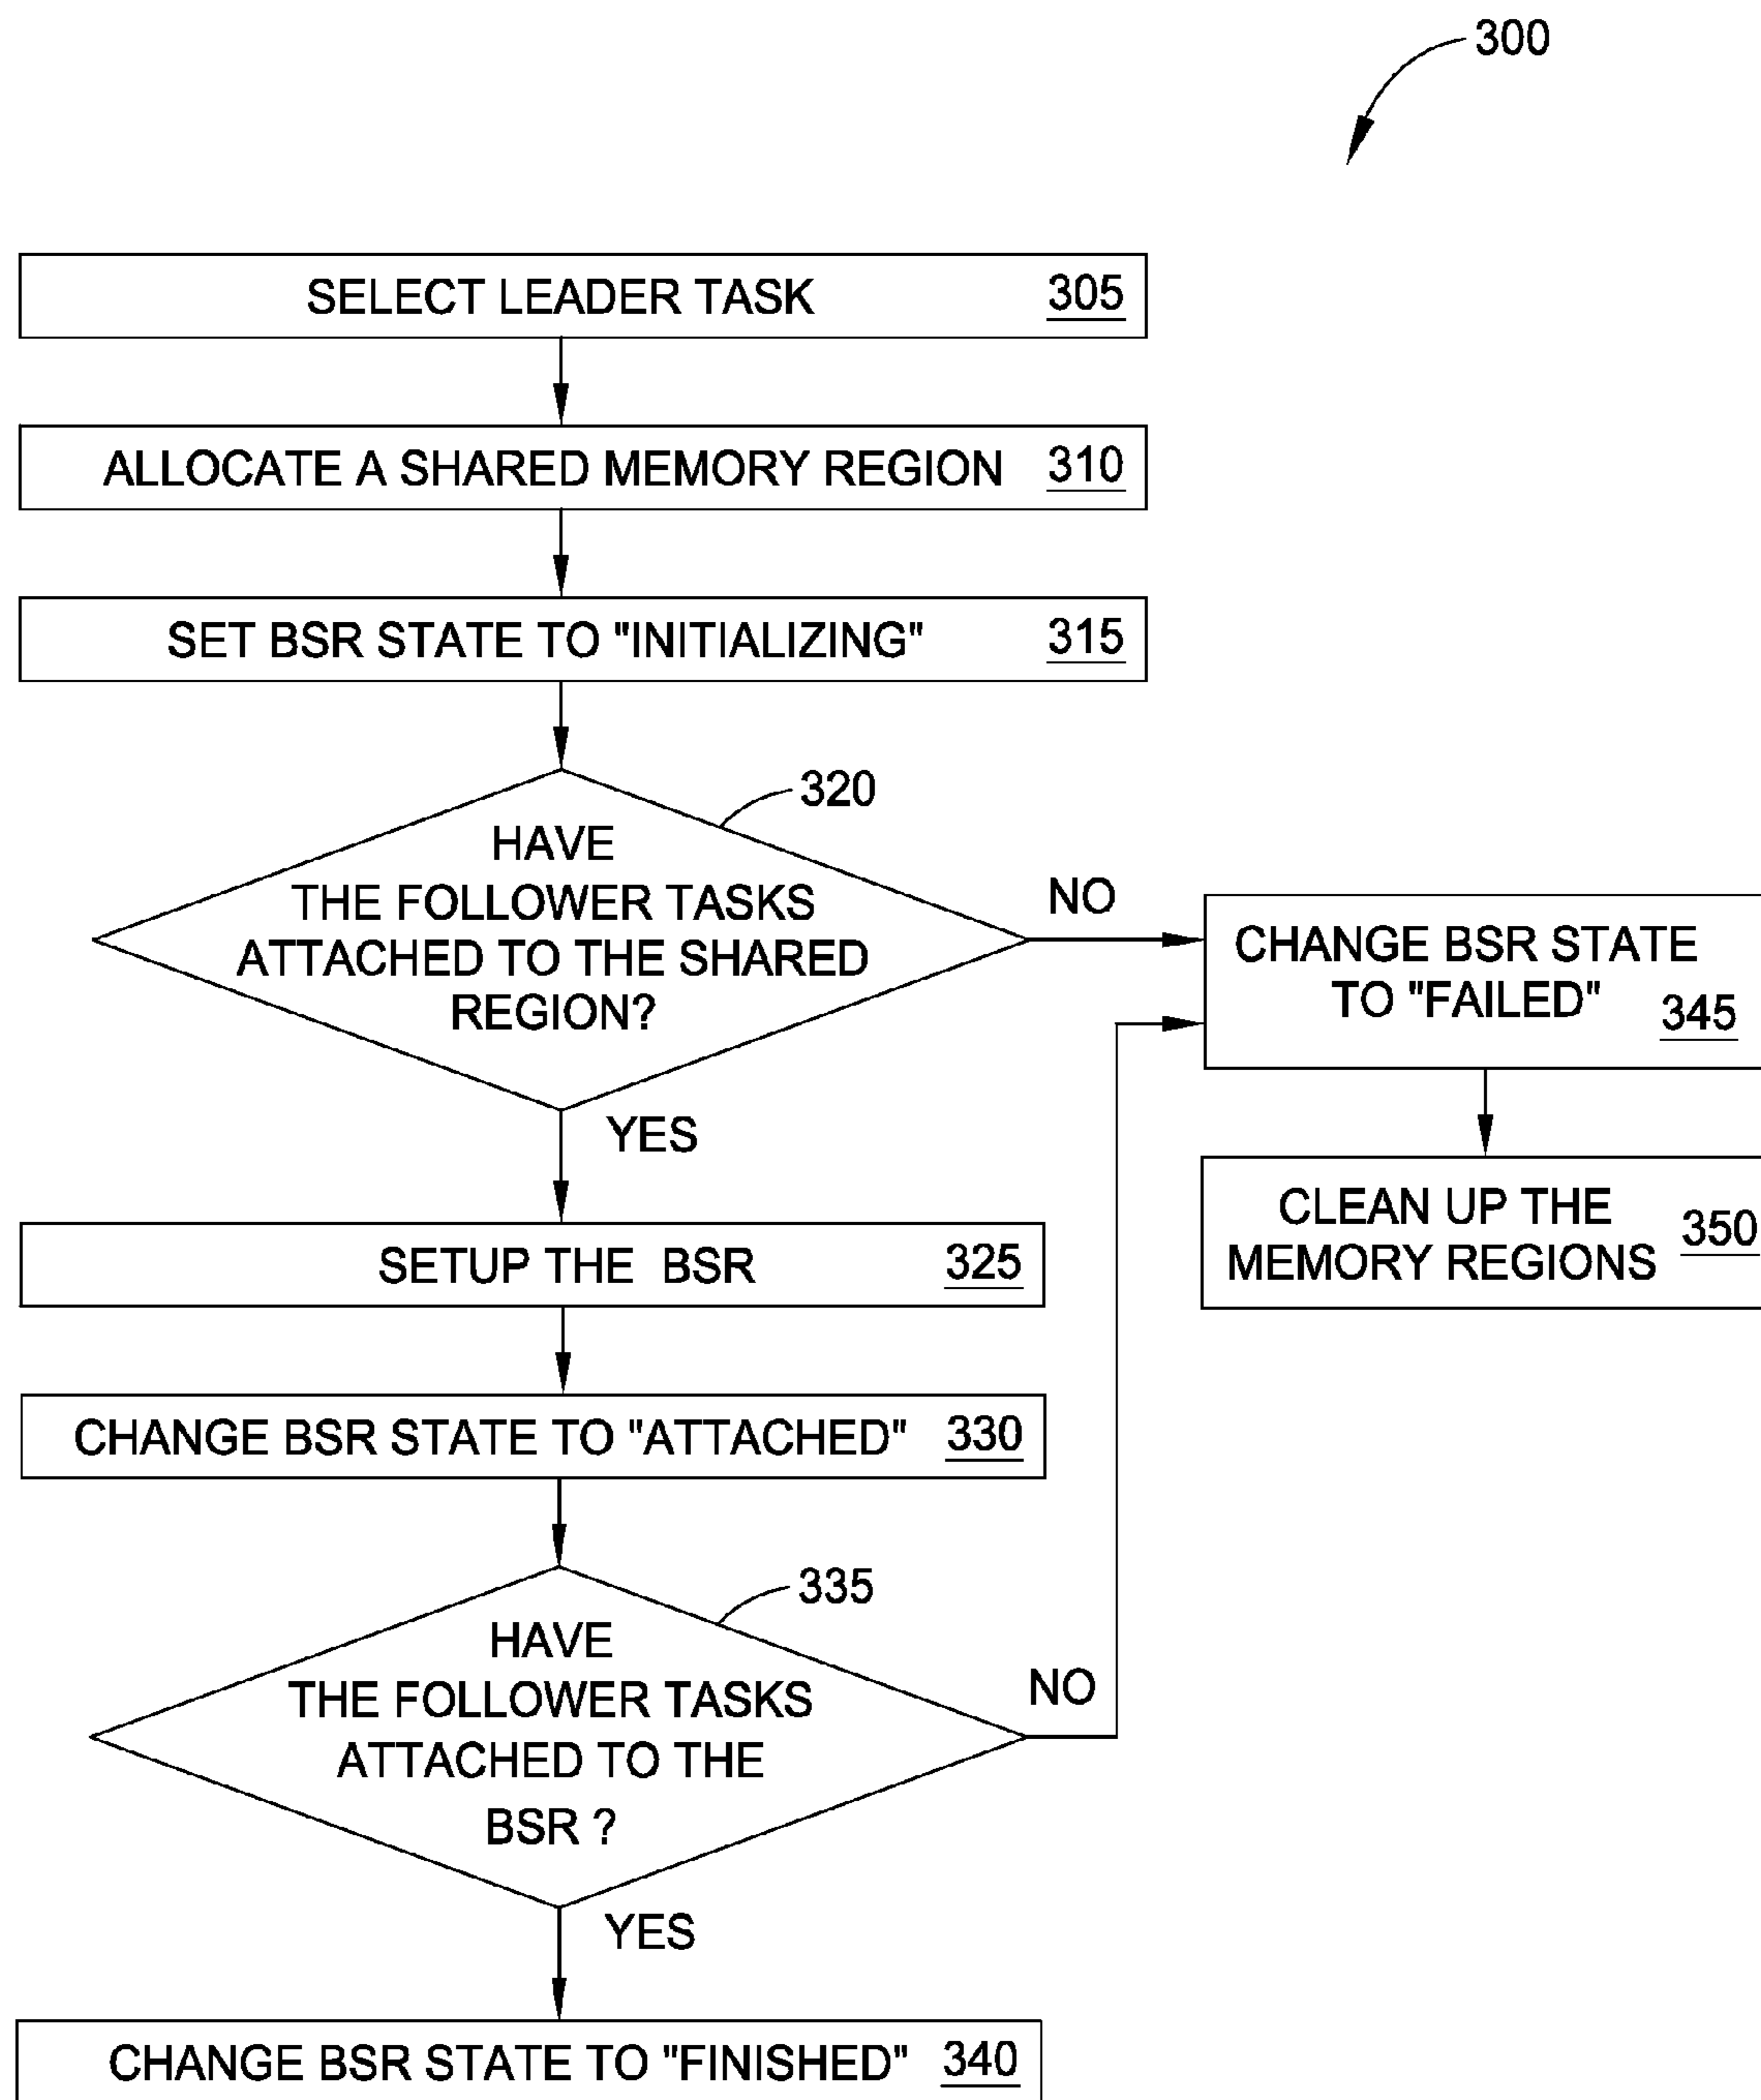 300
SELECT LEADER TASK 305
ALLOCATE A SHARED MEMORY REGION 310
SET BSR STATE TO "INITIALIZING" 315
320
HAVE
THE FOLLOWER TASKS
ATTACHED TO THE SHARED
REGION?
NO
YES
CHANGE BSR STATE
TO "FAILED" 345
CLEAN UP THE
MEMORY REGIONS 350
SETUP THE BSR 325
CHANGE BSR STATE TO "ATTACHED" 330
335
HAVE
THE FOLLOWER TASKS
ATTACHED TO THE
BSR ?
NO
YES
CHANGE BSR STATE TO "FINISHED" 340